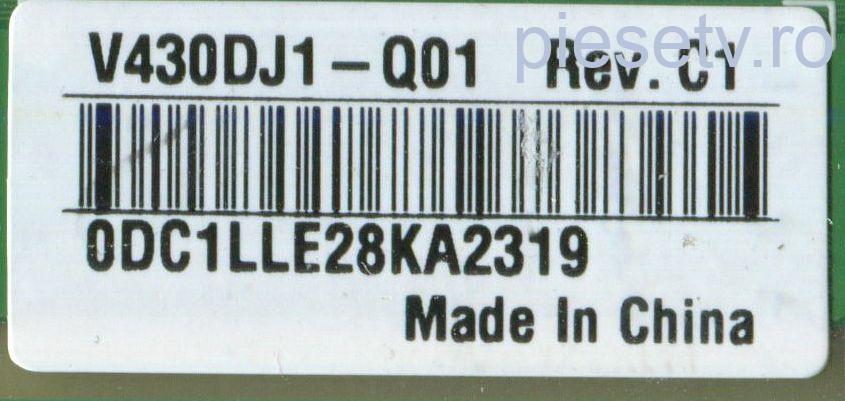 piesetv.ro
V430DJ1-Q01 Rev. C1
0DC1LLE28KA2319
Made In China